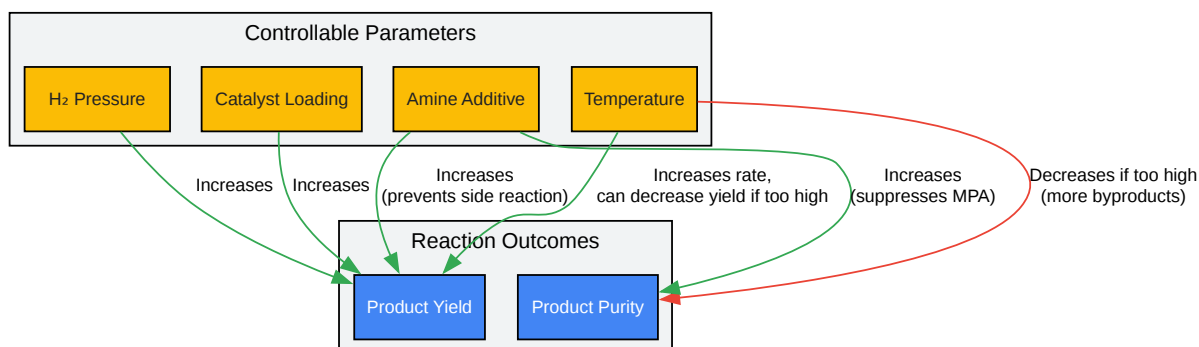 Controllable Parameters
H₂ Pressure
Catalyst Loading
Amine Additive
Temperature
Increases
Increases
Increases
(prevents side reaction)
Increases rate,
can decrease yield if too high
Increases
(suppresses MPA)
Decreases if too high
(more byproducts)
Reaction Outcomes
Product Yield
Product Purity